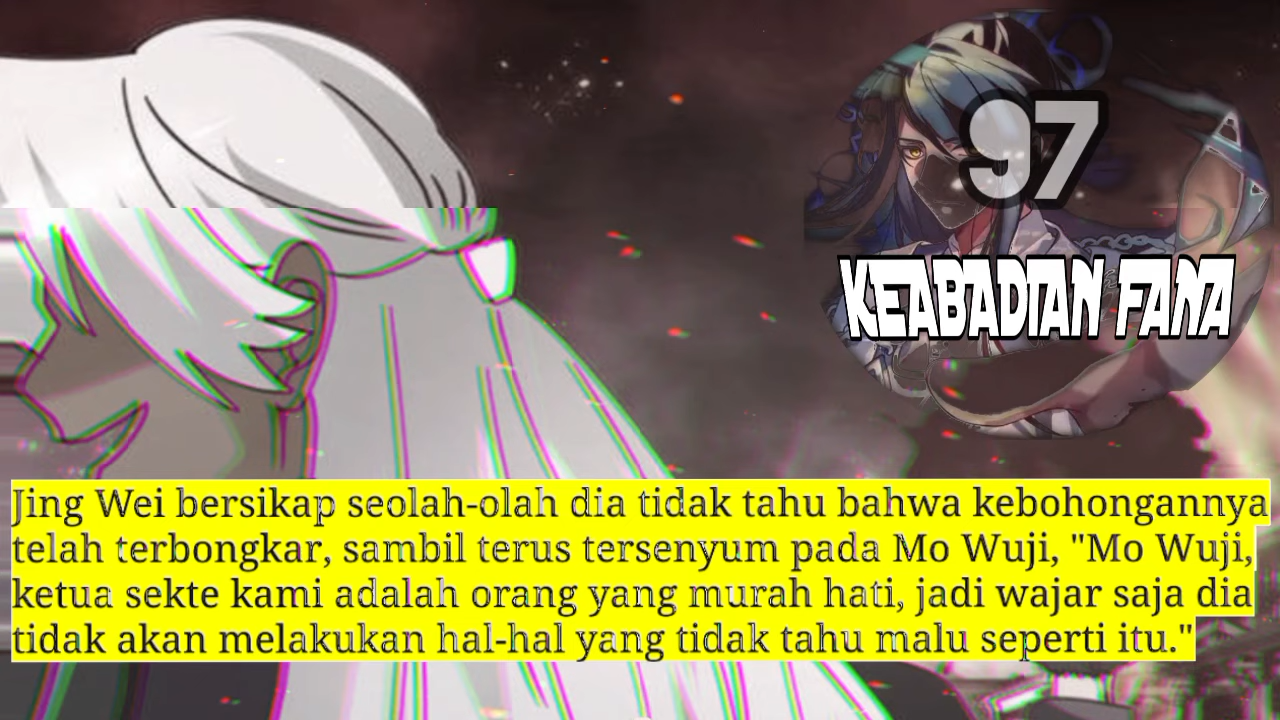 97
KEABADIAN FANA
Jing Wei bersikap seolah-olah dia tidak tahu bahwa kebohongannya
telah terbongkar, sambil terus tersenyum pada Mo Wuji, "Mo Wuji,
ketua sekte kami adalah orang yang murah hati, jadi wajar saja dia
tidak akan melakukan hal-hal yang tidak tahu malu seperti itu."